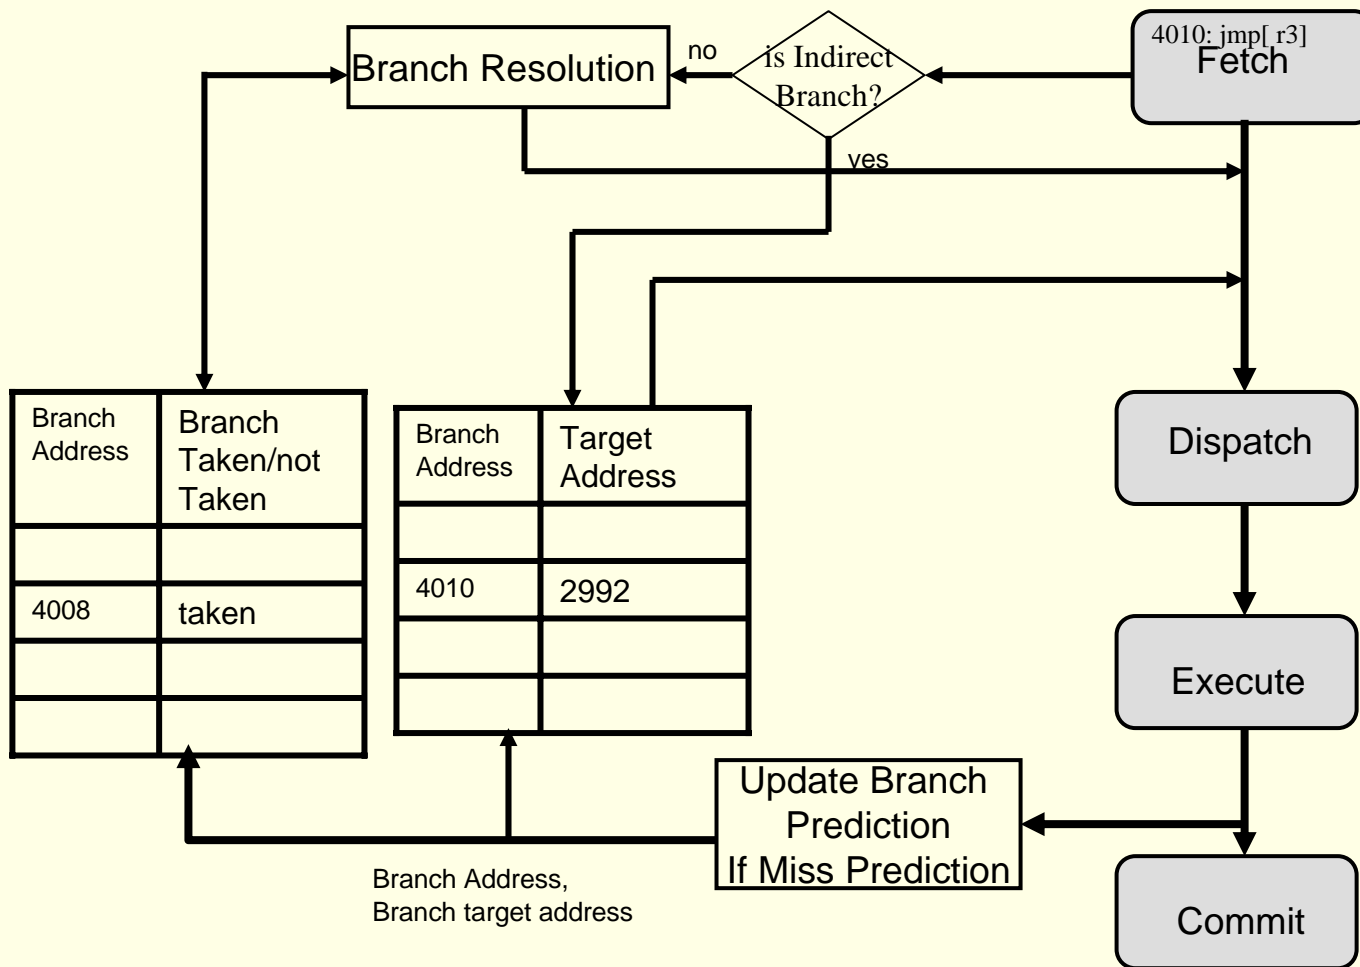 4010: jmp[ r3]
Fetch
is Indirect
Branch?
no
Branch Resolution
yes
Branch
Address
Branch
Taken/not
Taken
4008
taken
Branch
Address
Target
Address
4010
2992
Dispatch
Execute
Update Branch
Prediction
If Miss Prediction
Branch Address,
Branch target address
Commit